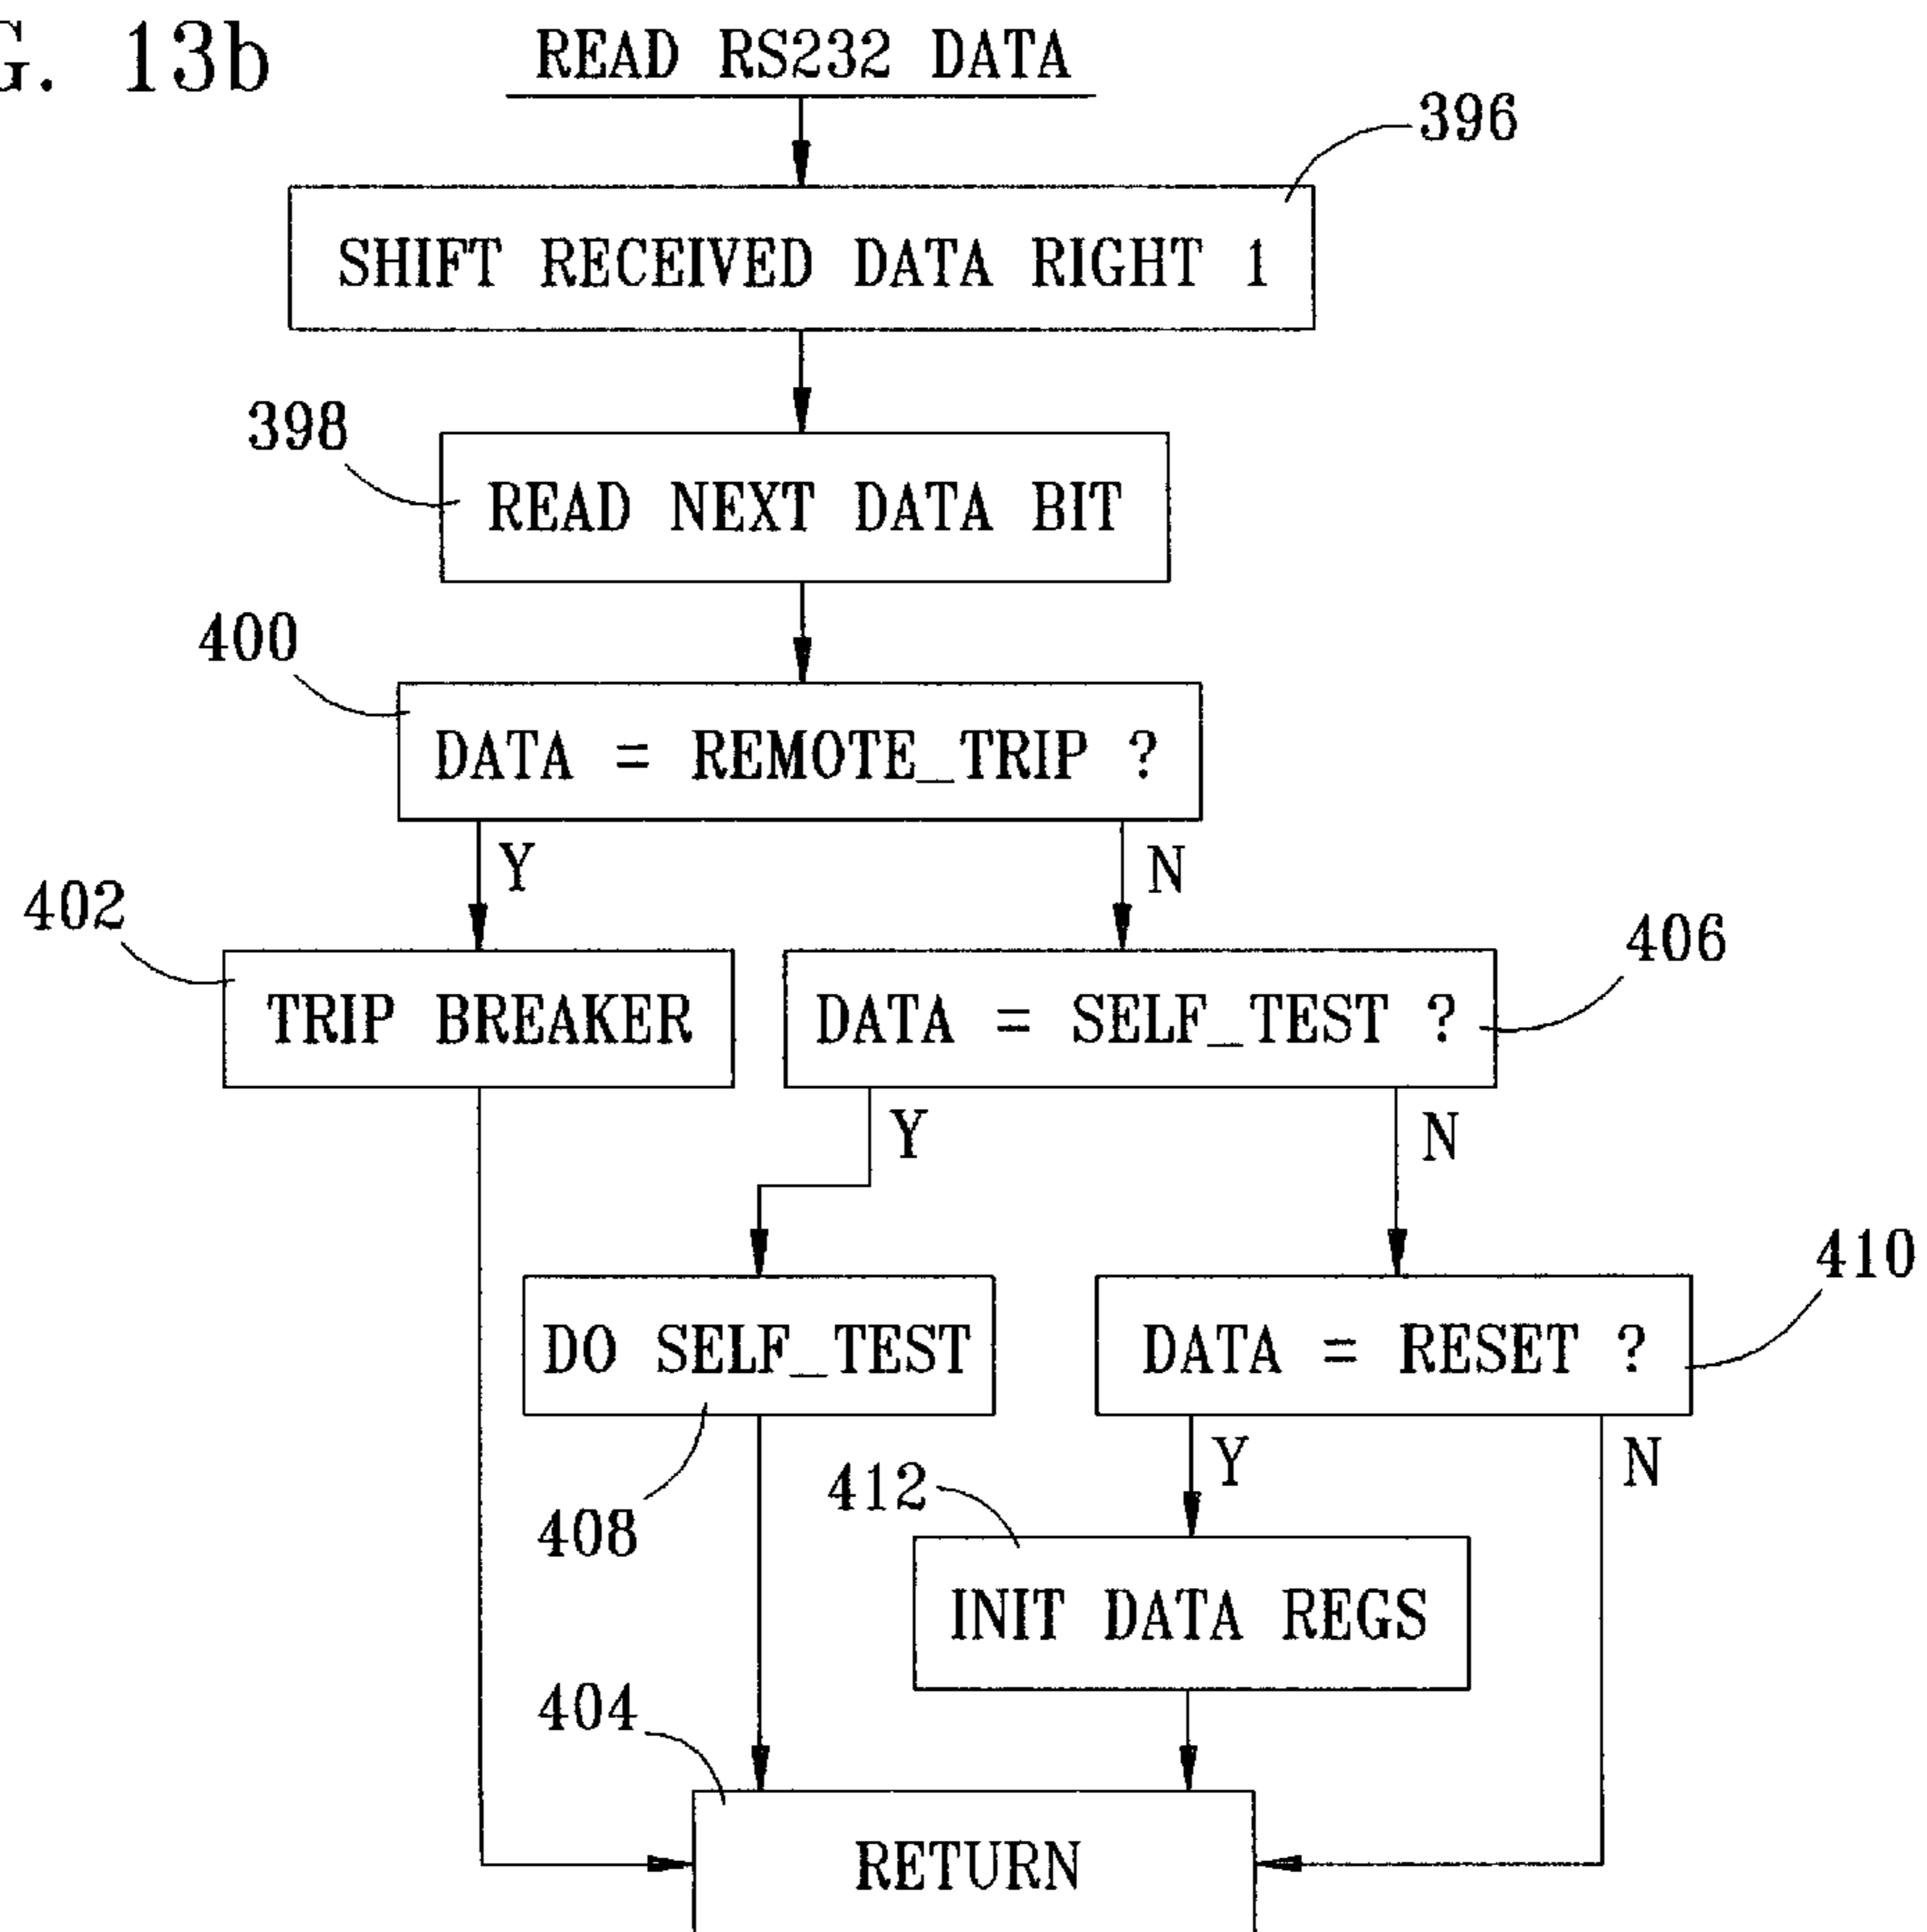 G. 13b
READ RS232 DATA
396
SHIFT RECEIVED DATA RIGHT 1
398
READ NEXT DATA BIT
400
DATA = REMOTE_TRIP ?
Y
N
402
406
TRIP BREAKER
DATA = SELF_TEST ?
Y
N
410
DO SELF_TEST
DATA = RESET ?
Y
N
412
408
INIT DATA REGS
404
RETURN